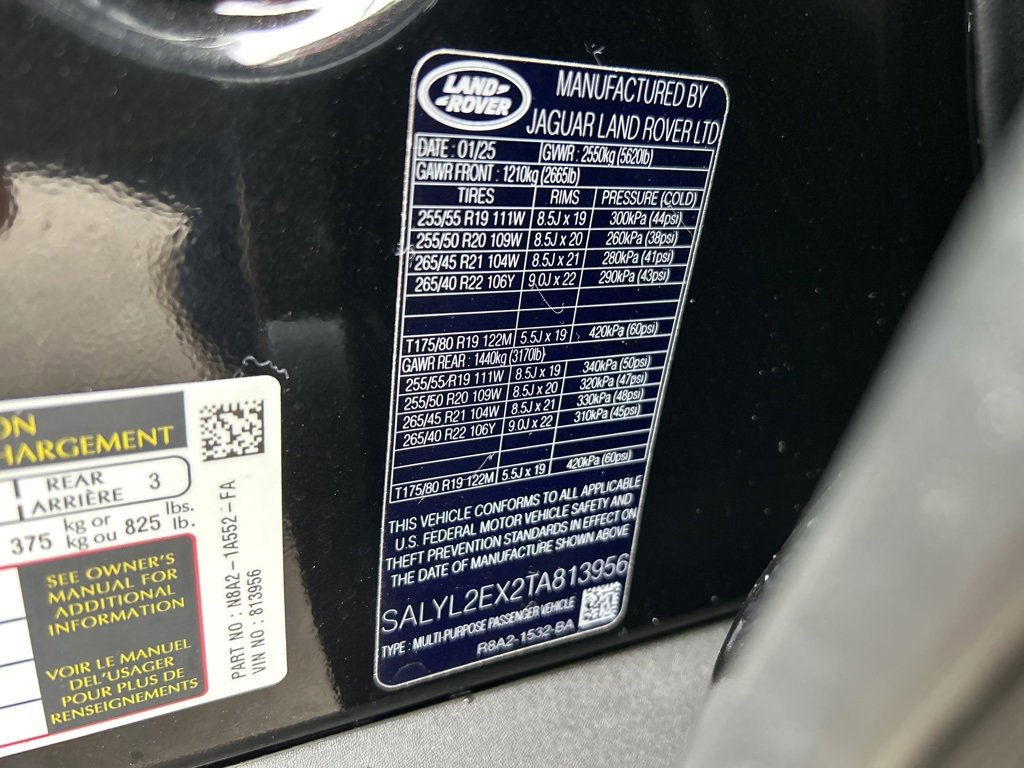 LAND ROVER
MANUFACTURED BY
JAGUAR LAND ROVER LTD
DATE : 01/25 GVWR : 2550kg (5620lb)
GAWR FRONT : 1210kg (2665lb)
TIRES RIMS PRESSURE (COLD)
255/55 R19 111W 8.5J x 19 300kPa (44psi)
255/50 R20 109W 8.5J x 20 260kPa (38psi)
265/45 R21 104W 8.5J x 21 280kPa (41psi)
265/40 R22 106Y 9.0J x 22 290kPa (43psi)
T175/80 R19 122M 5.5J x 19 420kPa (60psi)
GAWR REAR : 1440kg (3170lb)
255/55 R19 111W 8.5J x 19 340kPa (50psi)
255/50 R20 109W 8.5J x 20 320kPa (47psi)
265/45 R21 104W 8.5J x 21 330kPa (48psi)
265/40 R22 106Y 9.0J x 22 310kPa (45psi)
T175/80 R19 122M 5.5J x 19 420kPa (60psi)
THIS VEHICLE CONFORMS TO ALL APPLICABLE
U.S. FEDERAL MOTOR VEHICLE SAFETY AND
THEFT PREVENTION STANDARDS IN EFFECT ON
THE DATE OF MANUFACTURE SHOWN ABOVE
SALYL2EX2TA813956
TYPE : MULTI-PURPOSE PASSENGER VEHICLE
R8A2-1532-BA
ON
HARGEMENT
REAR
ARRIÈRE 3
375 kg or 825 lbs.
kg ou lb.
SEE OWNER'S
MANUAL FOR
ADDITIONAL
INFORMATION
VOIR LE MANUEL
DEL'USAGER
POUR PLUS DE
RENSEIGNEMENTS
PART NO : N8A2-1A552-FA
VIN NO : 813956